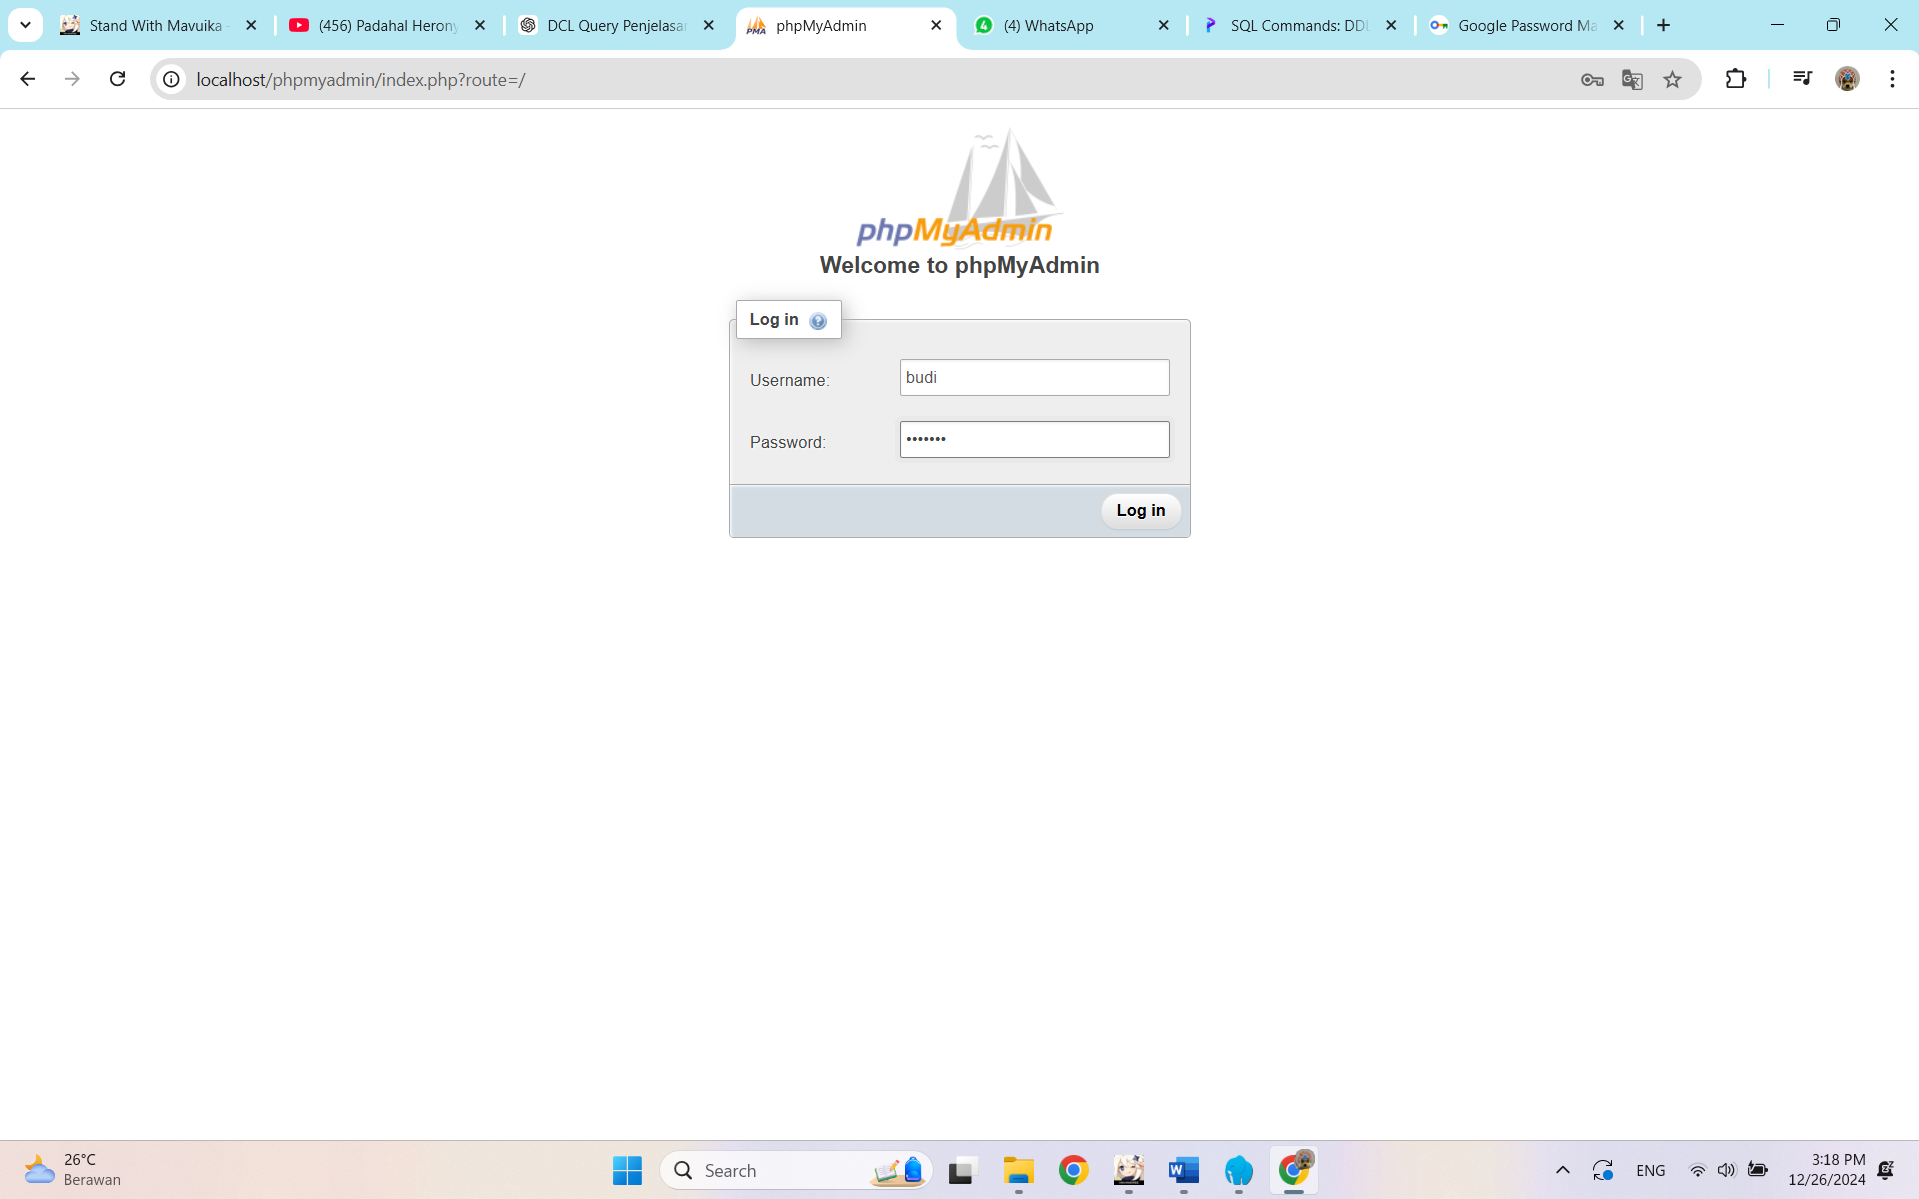 Stand With Mavuika -
(456) Padahal Herony
DCL Query Penjelasan
phpMyAdmin
(4) WhatsApp
SQL Commands: DDL
Google Password Ma
localhost/phpmyadmin/index.php?route=/
phpMyAdmin
Welcome to phpMyAdmin
Log in
Username:
budi
Password:
•••••••
Log in
26°C
Berawan
Search
ENG
3:18 PM
12/26/2024